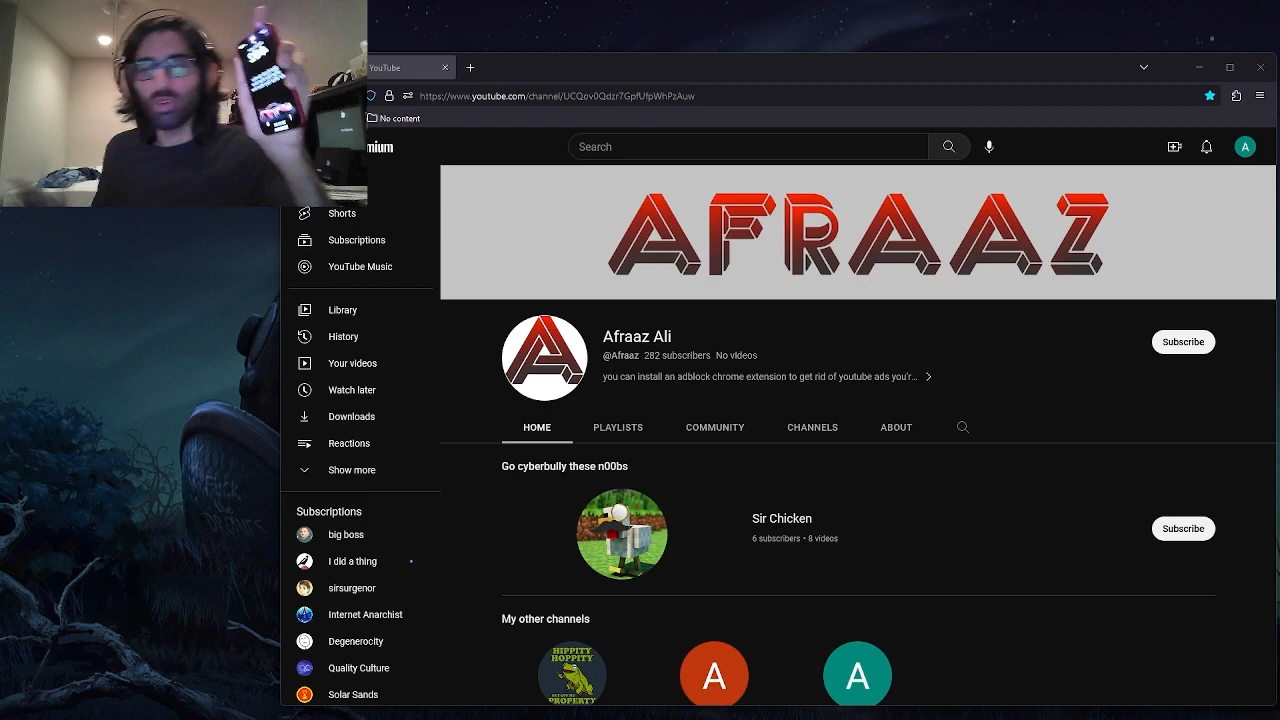 YouTube
https://www.youtube.com/channel/UCQov0Qdzr7GpfUfpWhPzAuw
No content
mium
Search
A
Shorts
Subscriptions
YouTube Music
Library
History
Your videos
Watch later
Downloads
Reactions
Show more
Subscriptions
big boss
I did a thing
sirsurgenor
Internet Anarchist
Degenerocity
Quality Culture
Solar Sands
AFRAAZ
A
Afraaz Ali
@Afraaz 282 subscribers No videos
you can install an adblock chrome extension to get rid of youtube ads you'r...
Subscribe
HOME PLAYLISTS COMMUNITY CHANNELS ABOUT
Go cyberbully these n00bs
Sir Chicken
6 subscribers • 8 videos
Subscribe
My other channels
HIPPITY
HOPPITY
GET OFF MY
PROPERTY
A
A